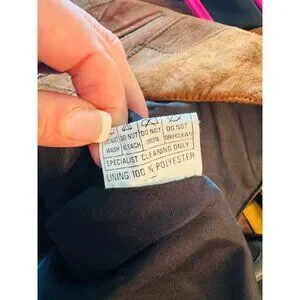 DO NOT DO NOT DO NOT DO NOT
WASH BLEACH IRON DRYCLEAN
SPECIALIST CLEANING ONLY
LINING 100 % POLYESTER